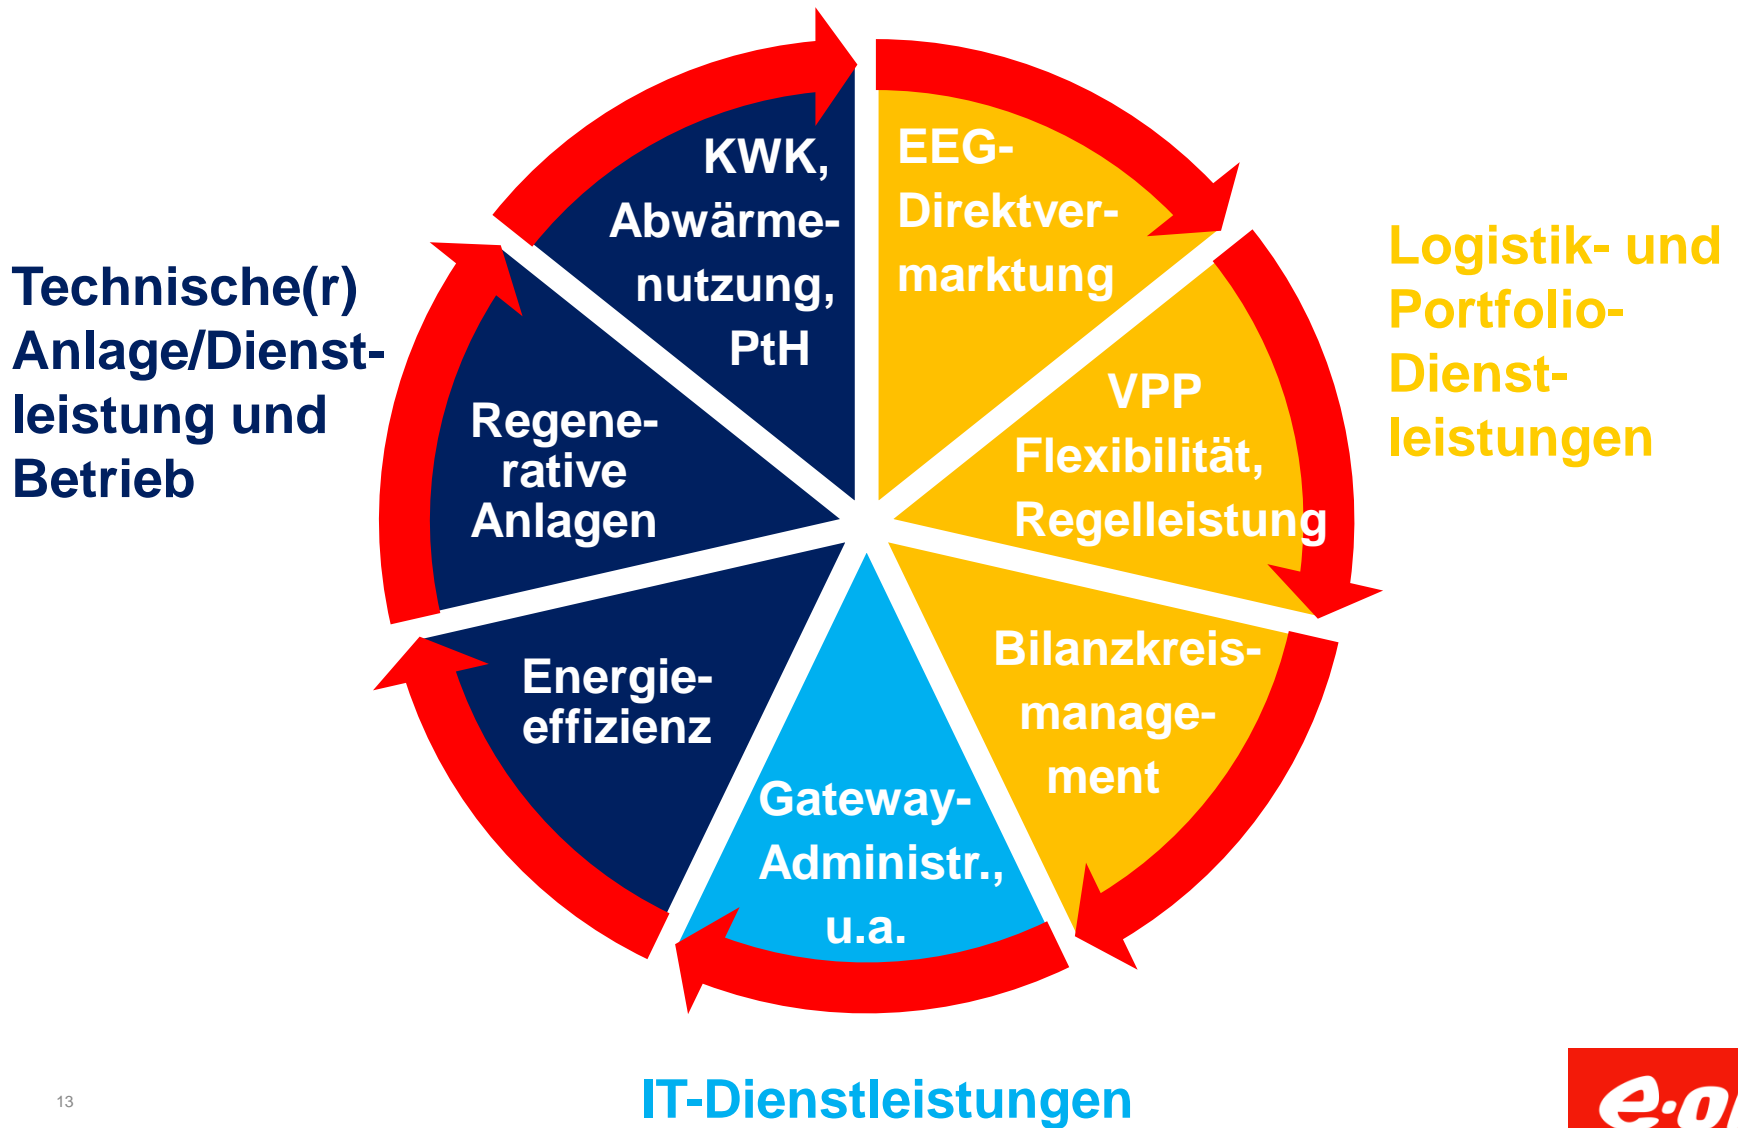 KWK,
Abwärme-
nutzung,
PtH
EEG-
Direktver-
marktung
Technische(r)
Anlage/Dienst-
leistung und
Betrieb
Logistik- und
Portfolio-
Dienst-
leistungen
Regene-
rative
Anlagen
VPP
Flexibilität,
Regelleistung
Energie-
effizienz
Bilanzkreis-
manage-
ment
Gateway-
Administr.,
u.a.
IT-Dienstleistungen
13